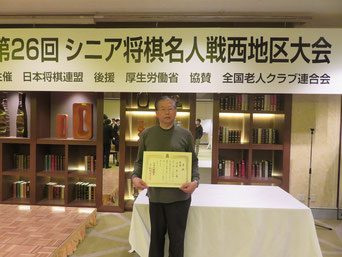 第26回 シニア将棋名人戦西地区大会
主催 日本将棋連盟 後援 厚生労働省 協賛 全国老人クラブ連合会